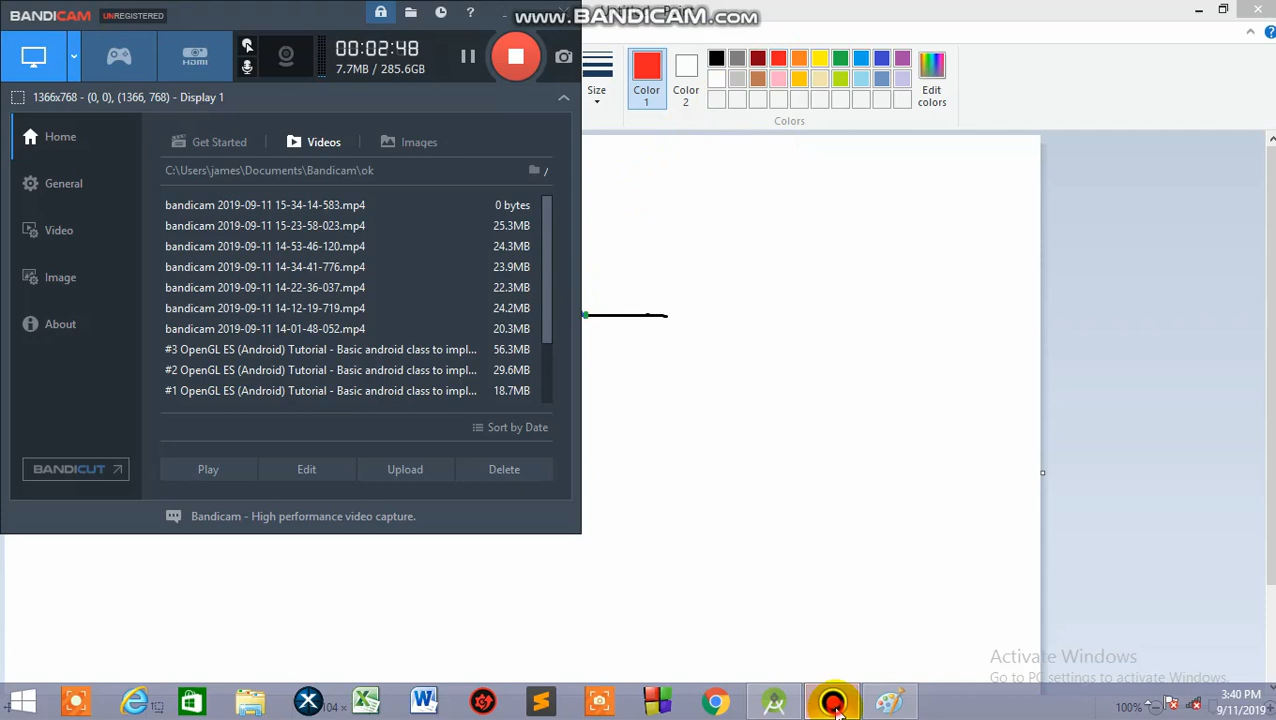 BANDICAM UNREGISTERED
www.BANDICAM.com
00:02:48
7.7MB / 285.6GB
HDMI
Size
Color 1
Color 2
Edit colors
Colors
1366x768 - (0, 0), (1366, 768) - Display 1
Home
General
Video
Image
About
Get Started
Videos
Images
C:\Users\james\Documents\Bandicam\ok
bandicam 2019-09-11 15-34-14-583.mp4 0 bytes
bandicam 2019-09-11 15-23-58-023.mp4 25.3MB
bandicam 2019-09-11 14-53-46-120.mp4 24.3MB
bandicam 2019-09-11 14-34-41-776.mp4 23.9MB
bandicam 2019-09-11 14-22-36-037.mp4 22.3MB
bandicam 2019-09-11 14-12-19-719.mp4 24.2MB
bandicam 2019-09-11 14-01-48-052.mp4 20.3MB
#3 OpenGL ES (Android) Tutorial - Basic android class to impl... 56.3MB
#2 OpenGL ES (Android) Tutorial - Basic android class to impl... 29.6MB
#1 OpenGL ES (Android) Tutorial - Basic android class to impl... 18.7MB
Sort by Date
BANDICUT
Play
Edit
Upload
Delete
Bandicam - High performance video capture.
Activate Windows
Go to PC settings to activate Windows.
100%
3:40 PM
9/11/2019